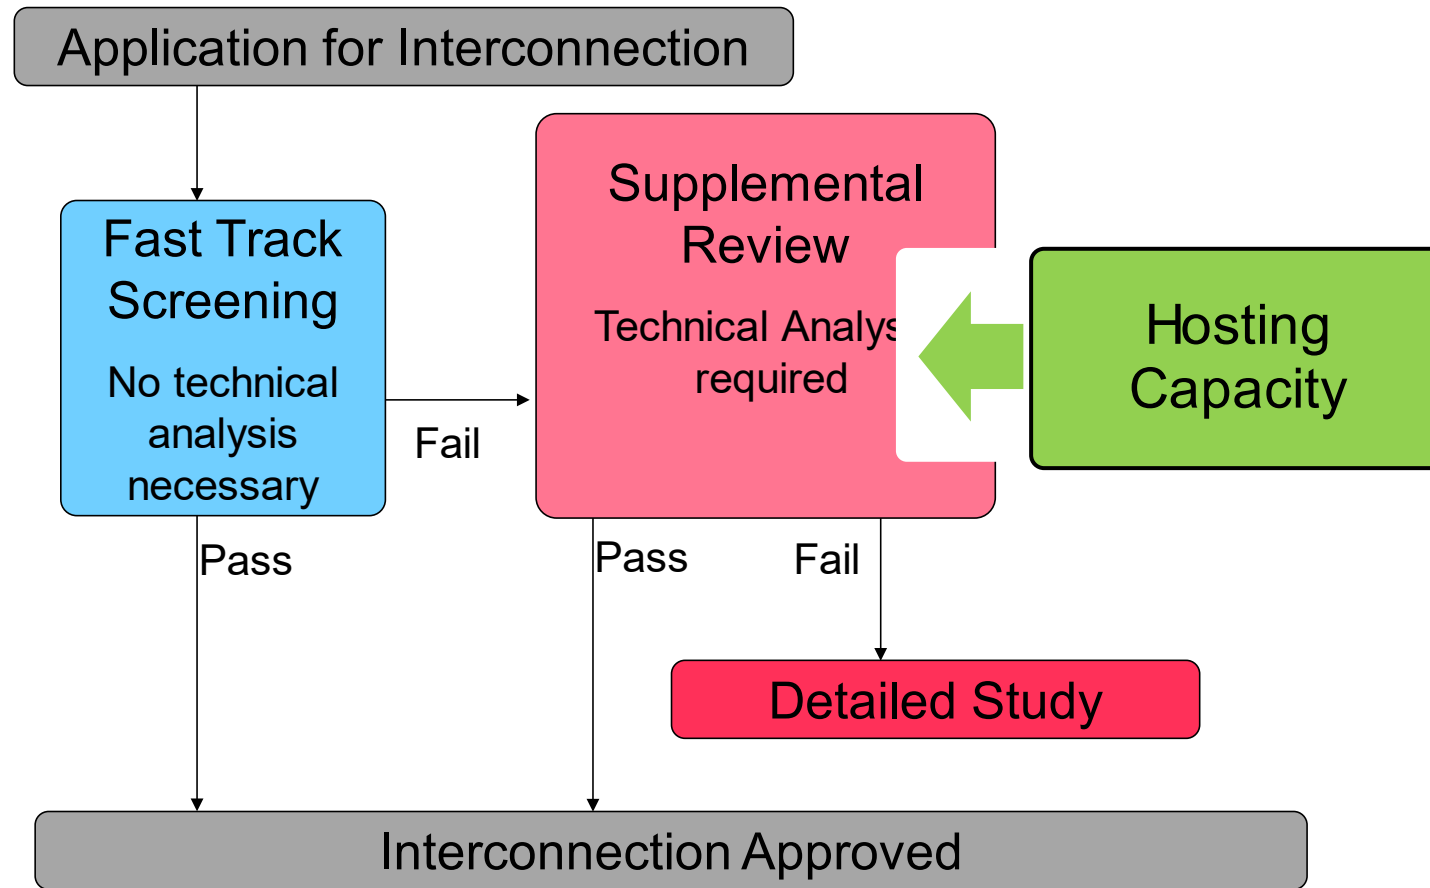 Application for Interconnection
Fast Track
Screening
No technical
analysis
necessary
Fail
Pass
Supplemental
Review
Technical Analys
required
Hosting
Capacity
Pass
Fail
Detailed Study
Interconnection Approved